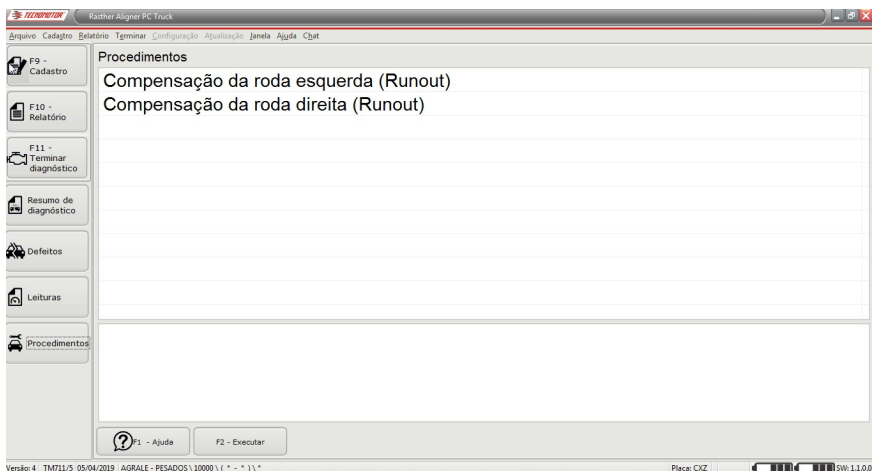 TECNOMOTOR
Rasther Aligner PC Truck
Arquivo Cadastro Relatório Terminar Configuração Atualização Janela Ajuda Chat
F9 -
Cadastro
F10 -
Relatório
F11 -
Terminar
diagnóstico
Resumo de
diagnóstico
Defeitos
Leituras
Procedimentos
Procedimentos
Compensação da roda esquerda (Runout)
Compensação da roda direita (Runout)
F1 - Ajuda
F2 - Executar
Versão: 4 TM711/5 05/04/2019 AGRALE - PESADOS \ 10000 \ ( * - * ) \ * Placa: CXZ SW: 1.1.0.0